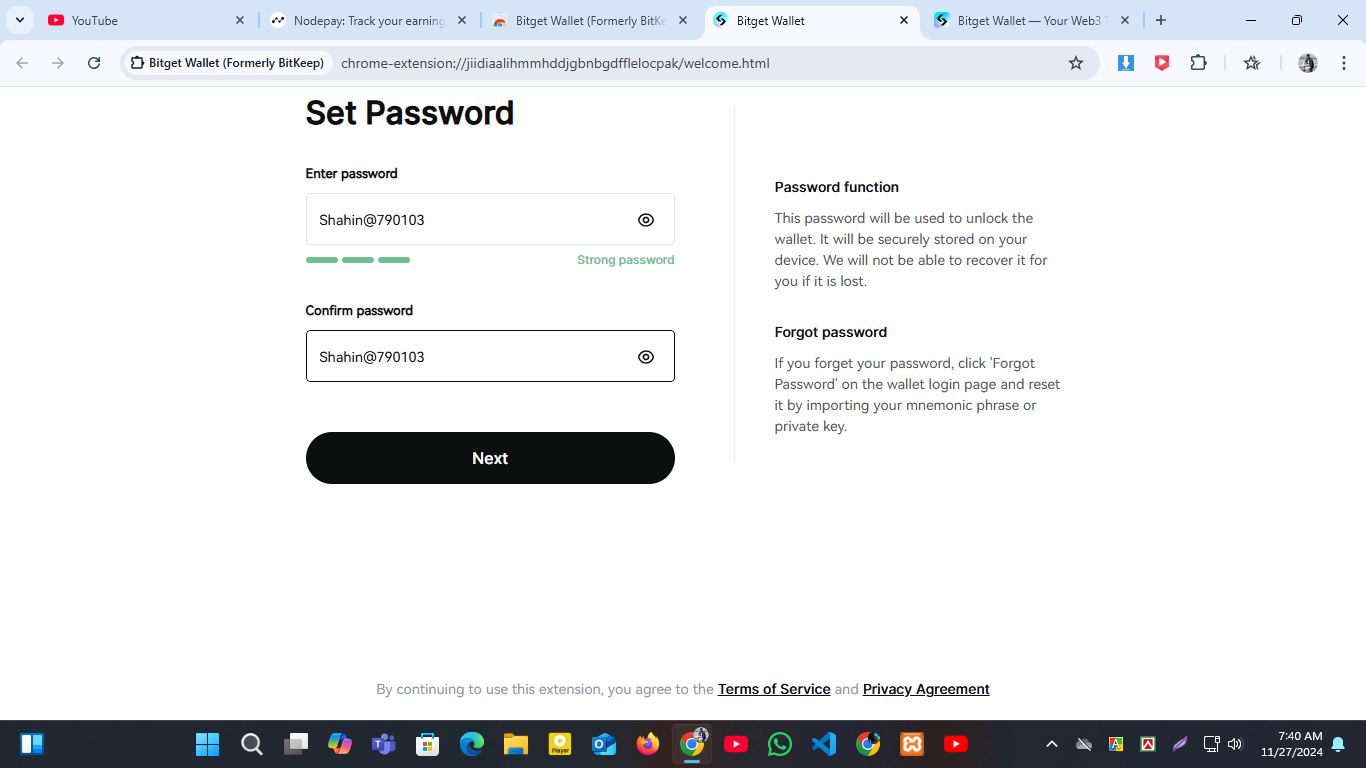 YouTube
Nodepay: Track your earning
Bitget Wallet (Formerly BitKe
Bitget Wallet
Bitget Wallet — Your Web3 T
Bitget Wallet (Formerly BitKeep)
chrome-extension://jiidiaalihmmhddjgbnbgdfflelocpak/welcome.html
Set Password
Enter password
Shahin@790103
Strong password
Confirm password
Shahin@790103
Next
Password function
This password will be used to unlock the
wallet. It will be securely stored on your
device. We will not be able to recover it for
you if it is lost.
Forgot password
If you forget your password, click 'Forgot
Password' on the wallet login page and reset
it by importing your mnemonic phrase or
private key.
By continuing to use this extension, you agree to the Terms of Service and Privacy Agreement
Player
7:40 AM
11/27/2024